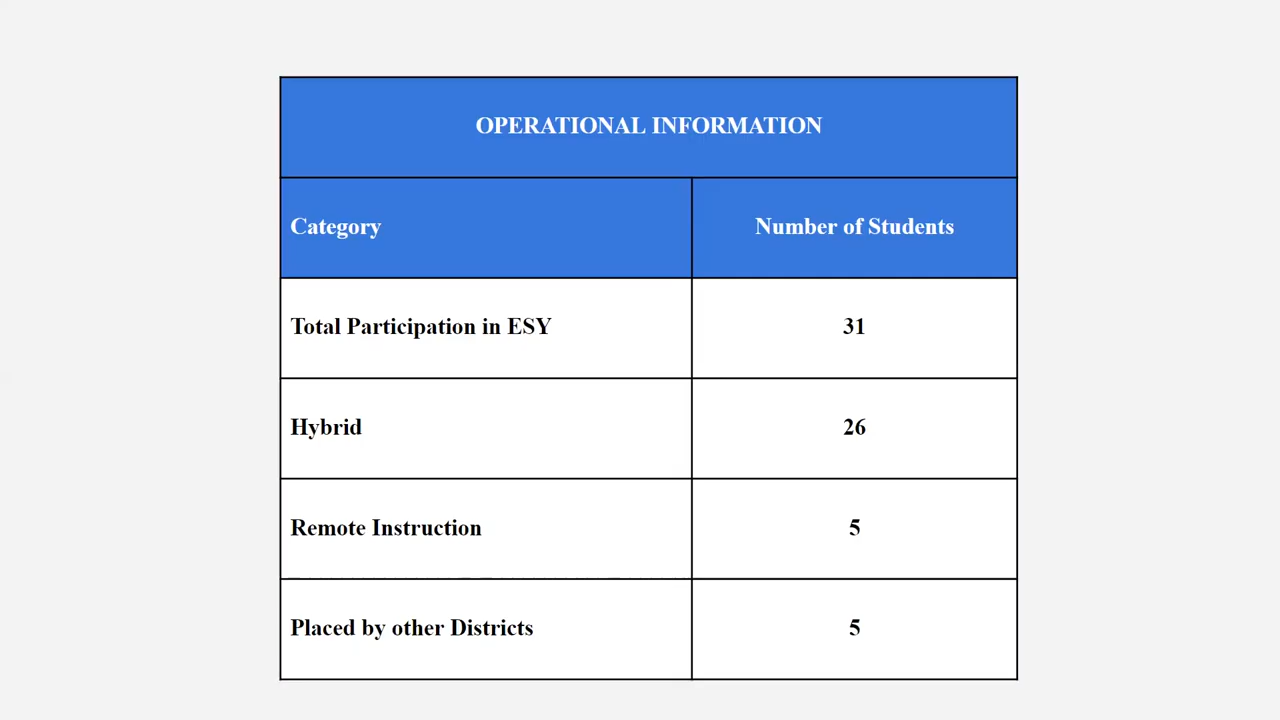 OPERATIONAL INFORMATION
Category Number of Students
Total Participation in ESY 31
Hybrid 26
Remote Instruction 5
Placed by other Districts 5